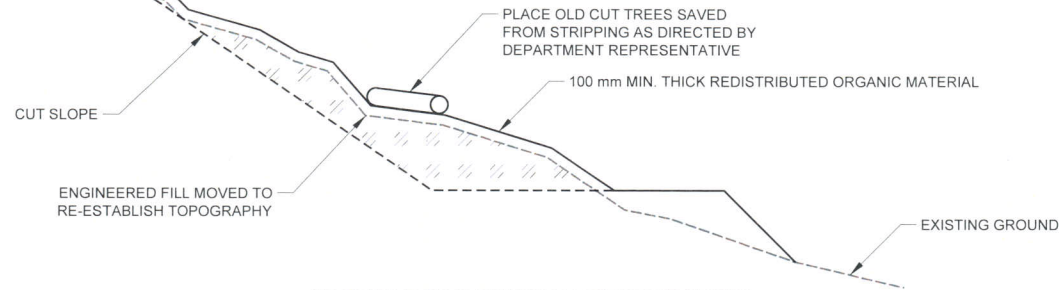 PLACE OLD CUT TREES SAVED
FROM STRIPPING AS DIRECTED BY
DEPARTMENT REPRESENTATIVE
100 mm MIN. THICK REDISTRIBUTED ORGANIC MATERIAL
CUT SLOPE
ENGINEERED FILL MOVED TO
RE-ESTABLISH TOPOGRAPHY
EXISTING GROUND